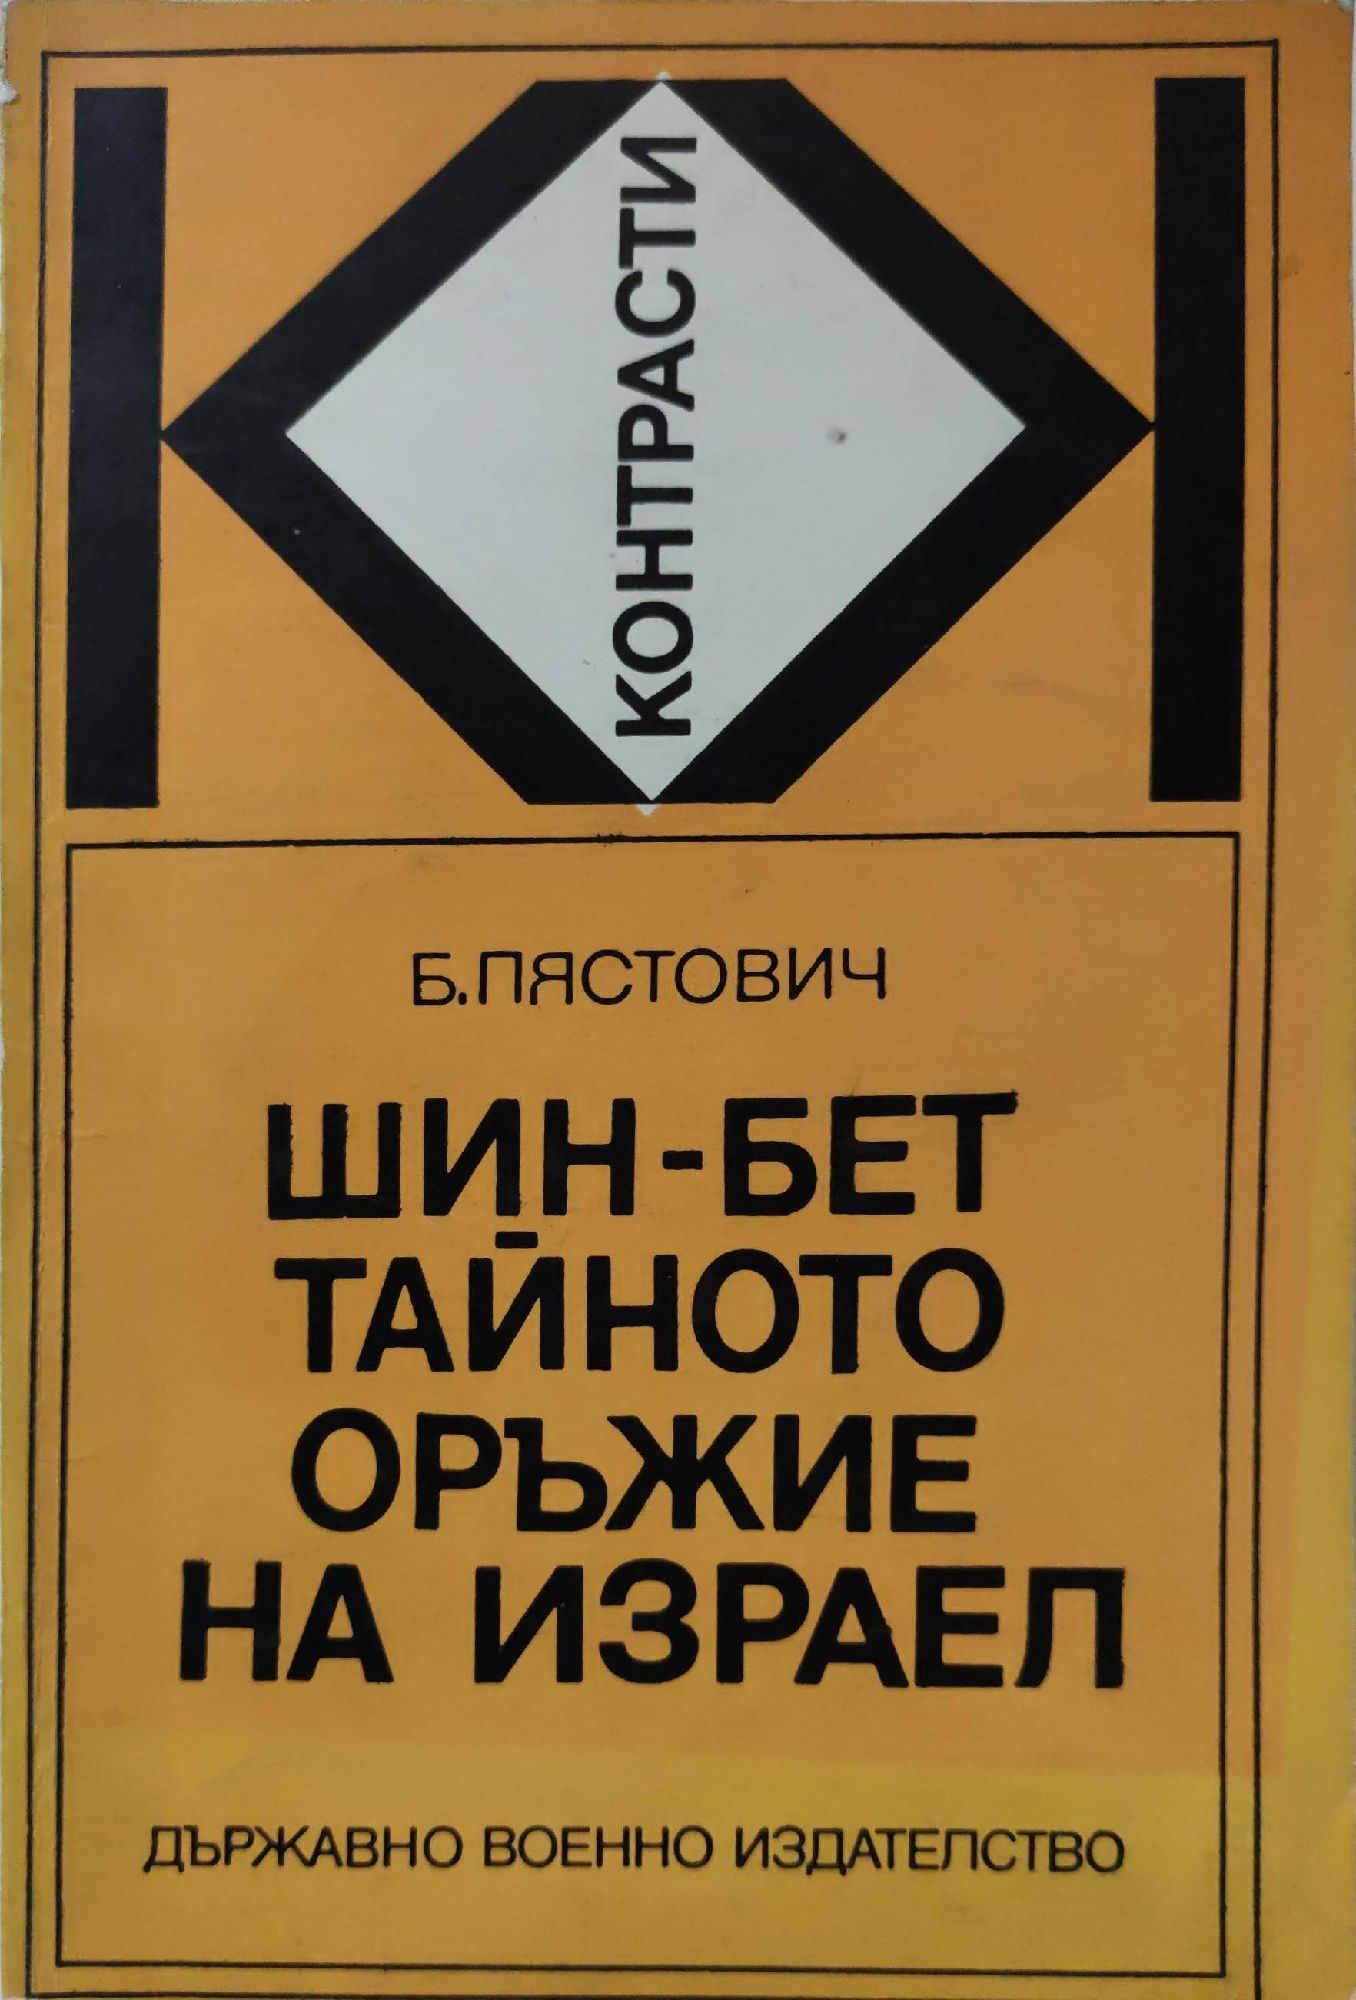 КОНТРАСТИ
Б.ПЯСТОВИЧ
ШИН-БЕТ
ТАЙНОТО
ОРЪЖИЕ
НА ИЗРАЕЛ
ДЪРЖАВНО ВОЕННО ИЗДАТЕЛСТВО